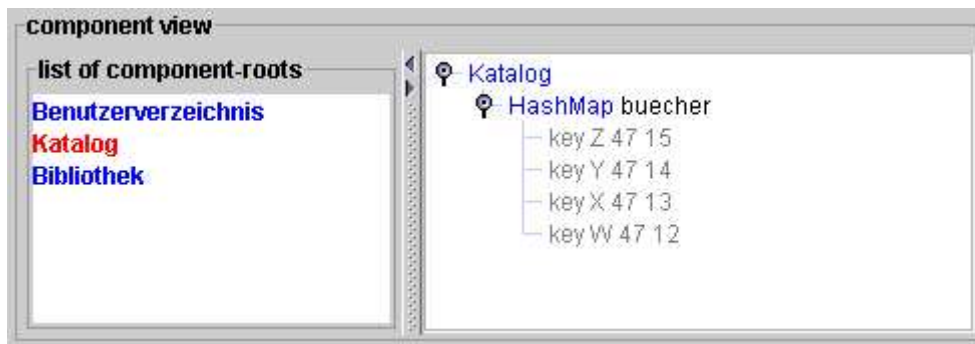 component view
list of component-roots
Benutzerverzeichnis
Katalog
Bibliothek
Katalog
HashMap buecher
key Z 47 15
key Y 47 14
key X 47 13
key W 47 12